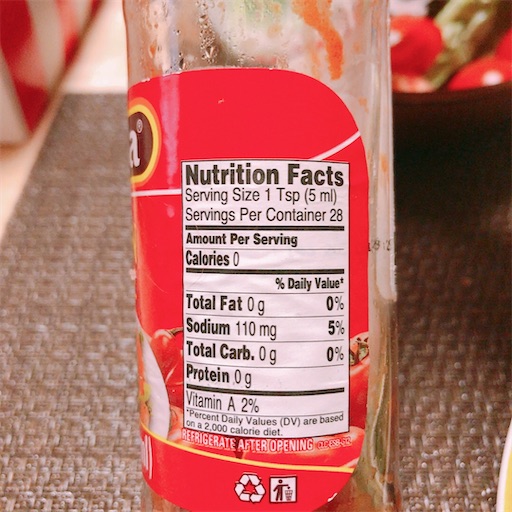 a®
Nutrition Facts
Serving Size 1 Tsp (5 ml)
Servings Per Container 28
Amount Per Serving
Calories 0
% Daily Value*
Total Fat 0 g 0%
Sodium 110 mg 5%
Total Carb. 0 g 0%
Protein 0 g
Vitamin A 2%
*Percent Daily Values (DV) are based
on a 2,000 calorie diet.
REFRIGERATE AFTER OPENING